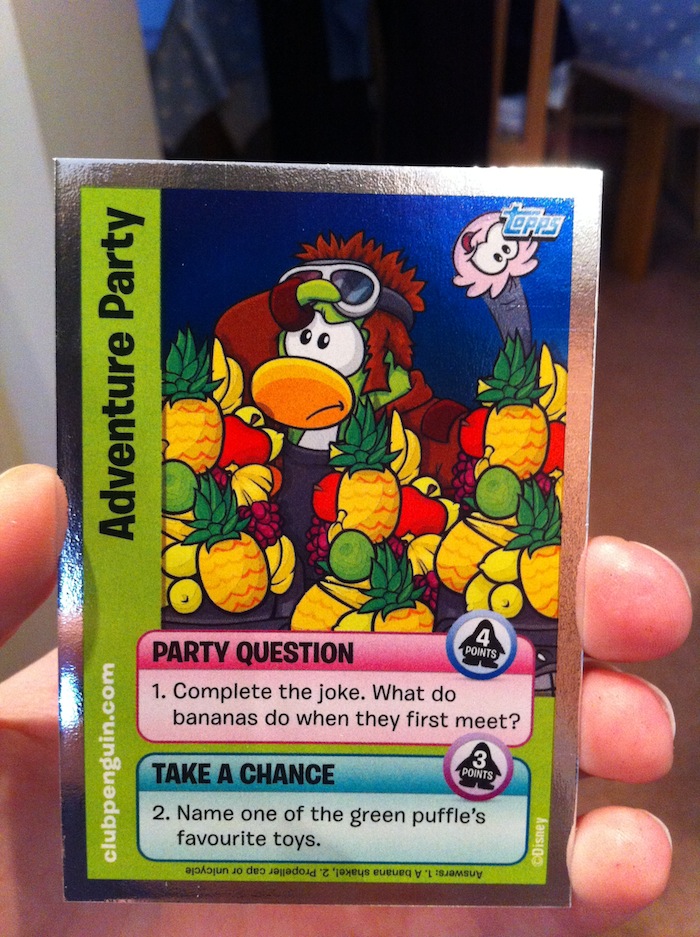 Topps
Adventure Party
clubpenguin.com
PARTY QUESTION
4
POINTS
1. Complete the joke. What do
bananas do when they first meet?
TAKE A CHANCE
3
POINTS
2. Name one of the green puffle's
favourite toys.
©Disney
Answers: 1. A banana shake!, 2. Propeller cap or unicycle